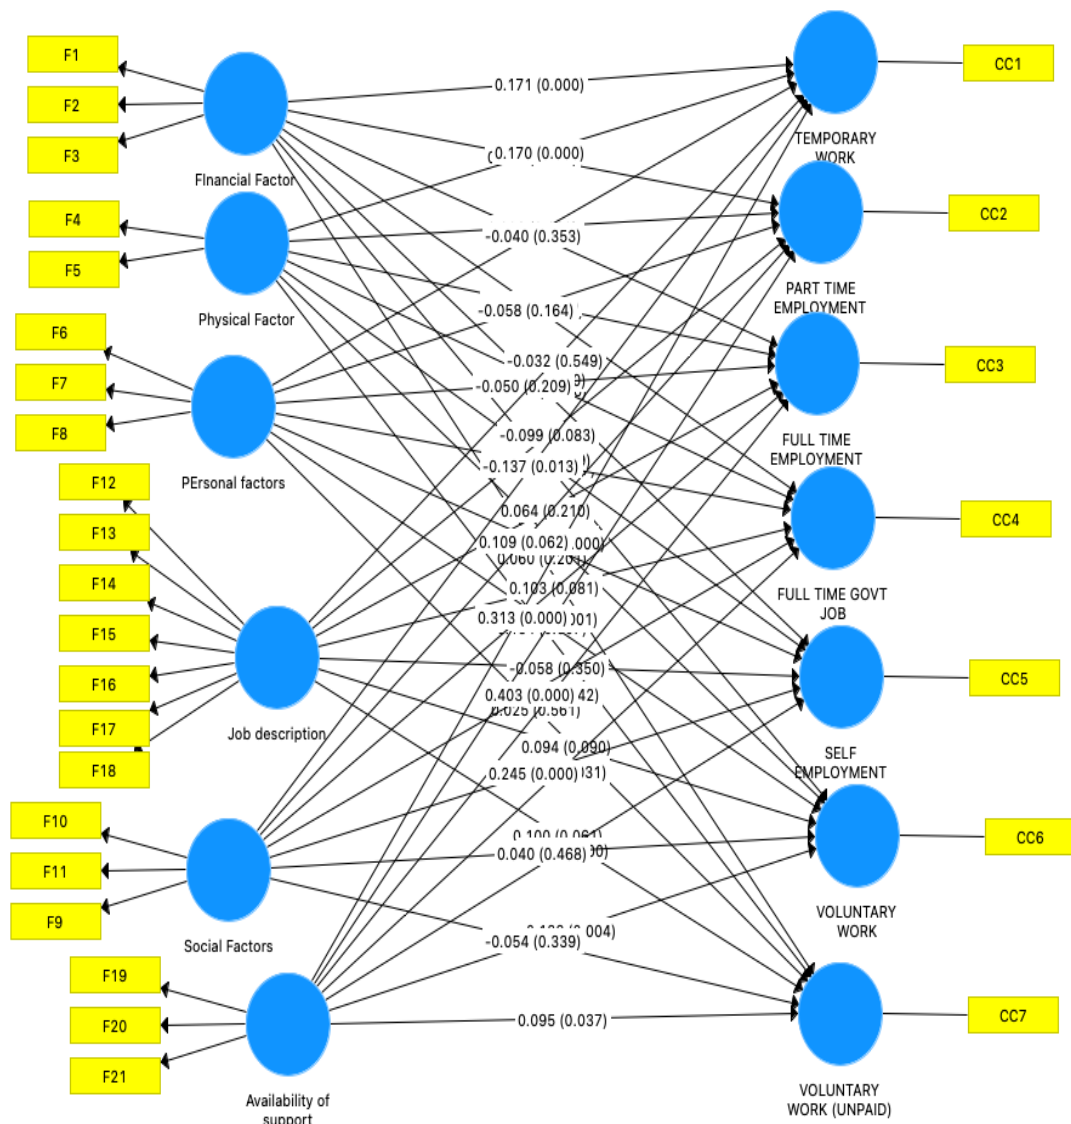 F1
F2
F3
FInancial Factor
F4
F5
Physical Factor
F6
F7
F8
PErsonal factors
F12
F13
F14
F15
F16
F17
F18
Job description
F10
F11
F9
Social Factors
F19
F20
F21
Availability of
support
0.171 (0.000)
0.170 (0.000)
-0.040 (0.353)
-0.058 (0.164)
-0.032 (0.549)
-0.050 (0.209)
-0.099 (0.083)
-0.137 (0.013)
0.064 (0.210)
0.109 (0.062)
0.103 (0.081)
0.313 (0.000)
-0.058 (0.350)
0.403 (0.000)
0.094 (0.090)
0.245 (0.000)
0.040 (0.468)
-0.054 (0.339)
0.095 (0.037)
TEMPORARY
WORK
CC1
PART TIME
EMPLOYMENT
CC2
FULL TIME
EMPLOYMENT
CC3
FULL TIME GOVT
JOB
CC4
SELF
EMPLOYMENT
CC5
VOLUNTARY
WORK
CC6
VOLUNTARY
WORK (UNPAID)
CC7